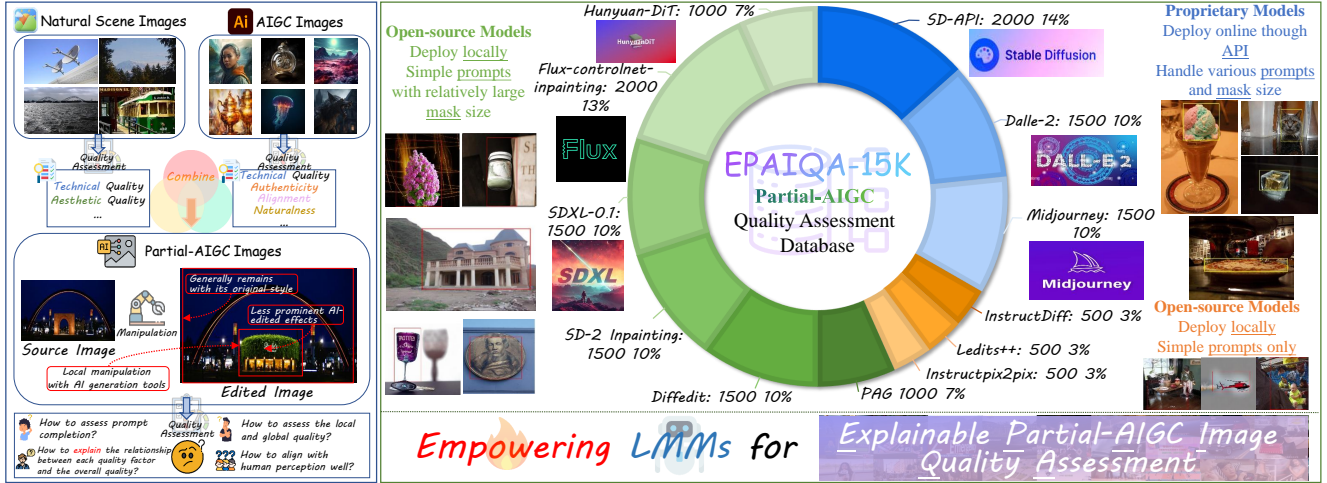 Natural Scene Images
Ai AIGC Images
Quality
Assessment
Quality
Assessment
Technical Quality
Aesthetic Quality
...
Combine
Technical Quality
Authenticity
Alignment
Naturalness
...
AI
Partial-AIGC Images
Generally remains
with its original style
Less prominent AI-
edited effects
Manipulation
Source Image
Local manipulation
with AI generation tools
Edited Image
Quality
Assessment
How to assess prompt
completion?
How to assess the local
and global quality?
How to explain the relationship
between each quality factor
and the overall quality?
How to align with
human perception well?
Open-source Models
Deploy locally
Simple prompts
with relatively large
mask size
Hunyuan-DiT: 1000 7%
HunyuanDiT
Flux-controlnet-
inpainting: 2000
13%
Flux
SDXL-0.1:
1500 10%
SDXL
SD-2 Inpainting:
1500 10%
Diffedit: 1500 10%
PAG 1000 7%
Instructpix2pix: 500 3%
Ledits++: 500 3%
InstructDiff: 500 3%
Midjourney: 1500
10%
Midjourney
Dalle-2: 1500 10%
DALL-E 2
SD-API: 2000 14%
Stable Diffusion
EPAIQA-15K
Partial-AIGC
Quality Assessment
Database
Proprietary Models
Deploy online though
API
Handle various prompts
and mask size
Open-source Models
Deploy locally
Simple prompts only
Empowering LMMs for
Explainable Partial-AIGC Image
Quality Assessment